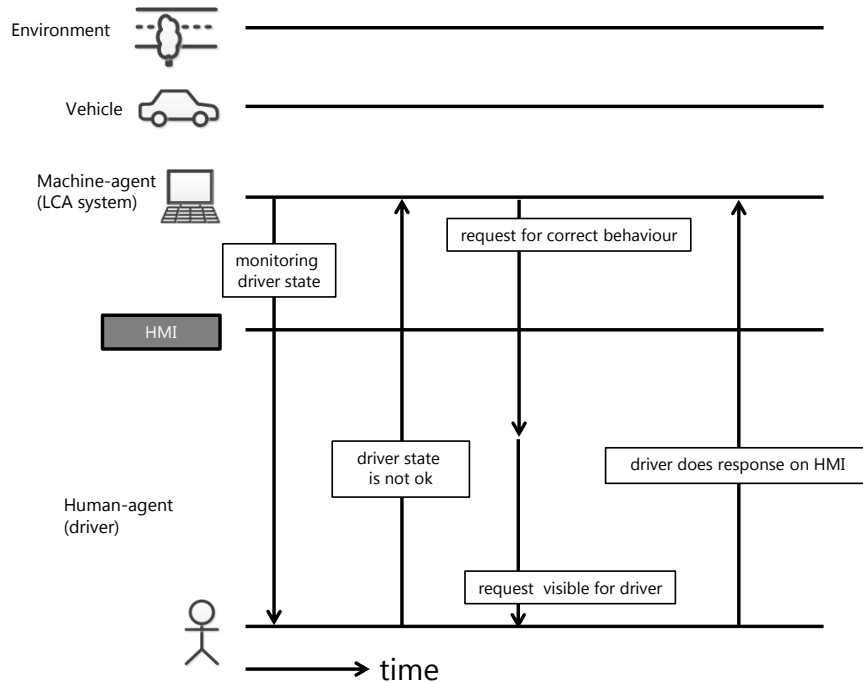 Environment
Vehicle
Machine-agent
(LCA system)
request for correct behaviour
monitoring
driver state
HMI
driver state
is not ok
driver does response on HMI
Human-agent
(driver)
request visible for driver
time